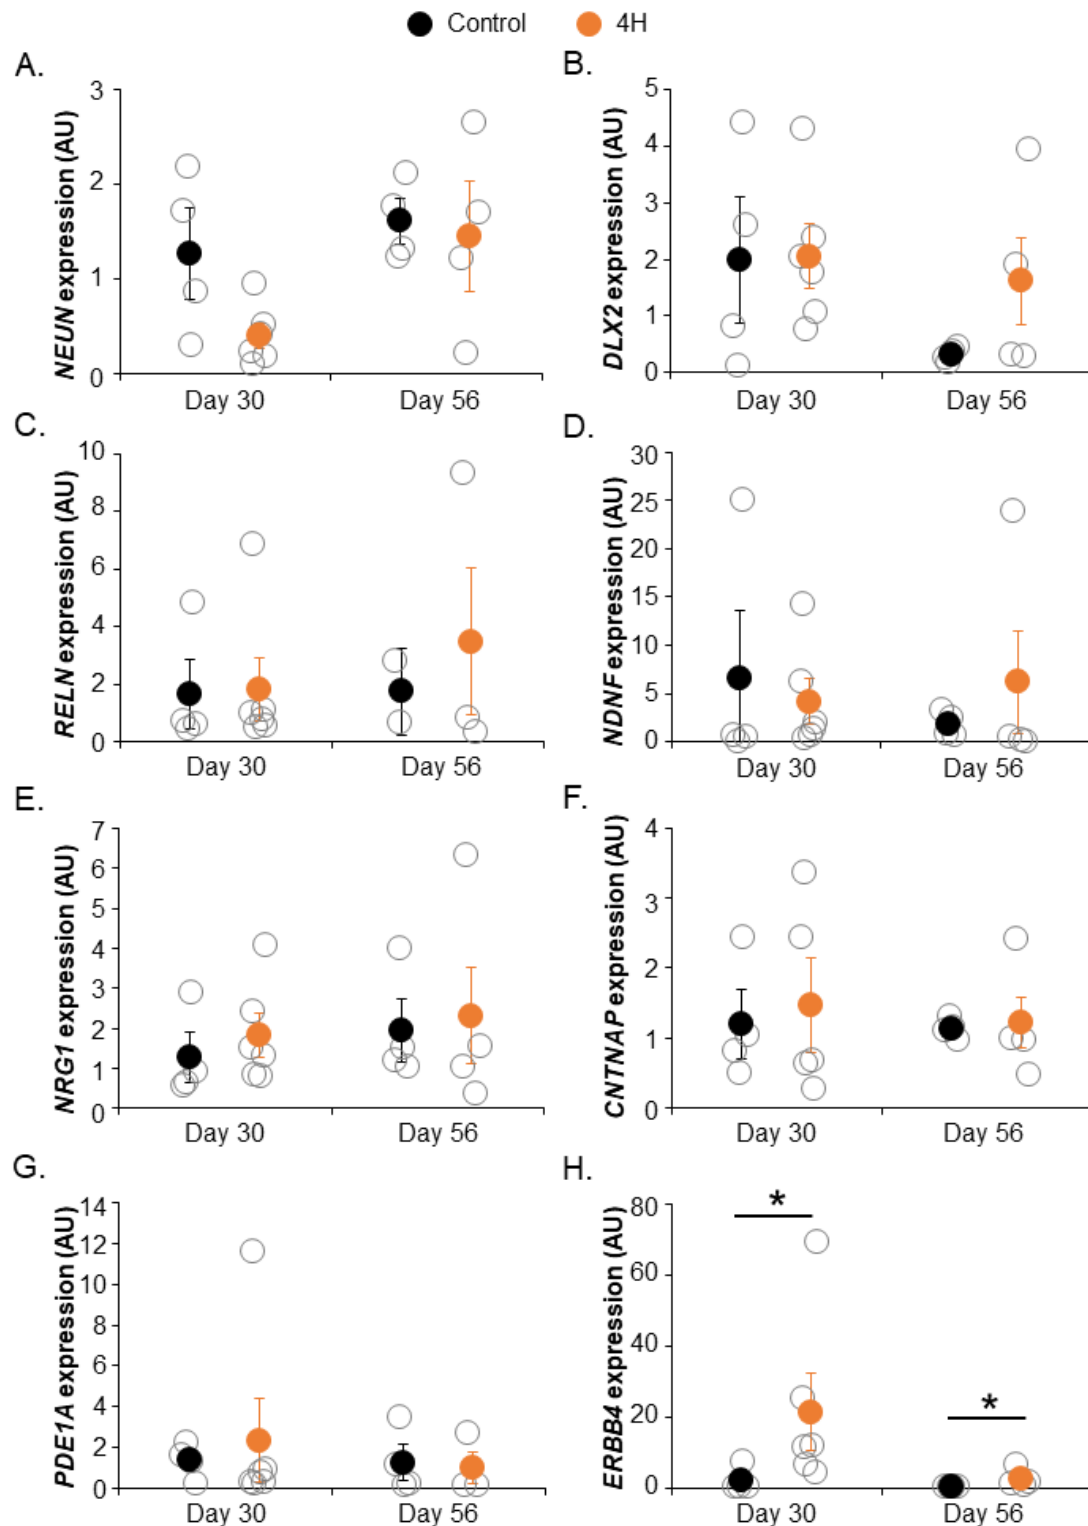 Control 4H
A. B.
NEUN expression (AU)
3
2
1
0
Day 30 Day 56
DLX2 expression (AU)
5
4
3
2
1
0
Day 30 Day 56
C. D.
RELN expression (AU)
10
8
6
4
2
0
Day 30 Day 56
NDNF expression (AU)
30
25
20
15
10
5
0
Day 30 Day 56
E. F.
NRG1 expression (AU)
7
6
5
4
3
2
1
0
Day 30 Day 56
CNTNAP expression (AU)
4
3
2
1
0
Day 30 Day 56
G. H.
PDE1A expression (AU)
14
12
10
8
6
4
2
0
Day 30 Day 56
ERBB4 expression (AU)
80
60
40
20
0
*
*
Day 30 Day 56